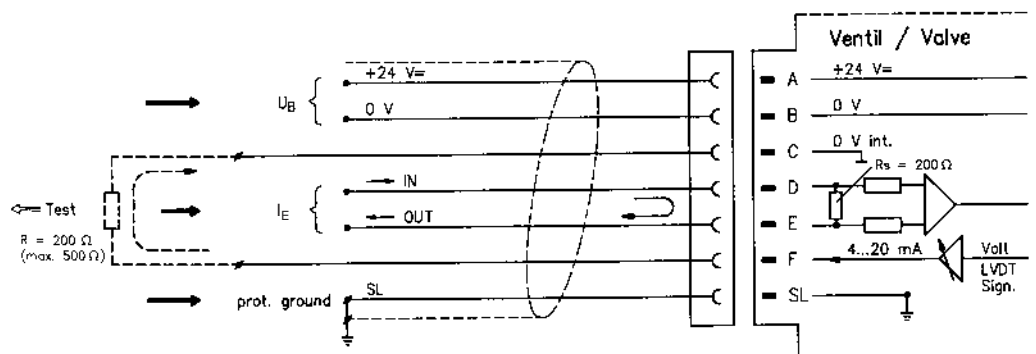 Ventil / Valve
+24 V=
A
+24 V=
U_B
0 V
B
0 V
C
0 V int.
Rs = 200 Ω
IN
D
Test
I_E
OUT
E
R = 200 Ω
(max. 500 Ω)
F
4...20 mA
Voll
LVDT
Sign.
prot. ground
SL
SL